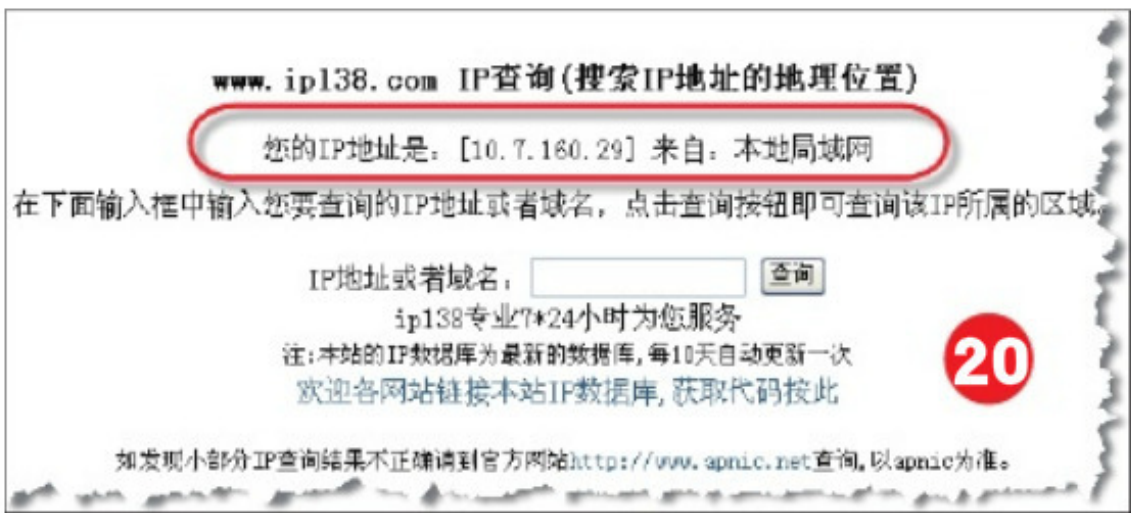 www.ip138.com IP查询(搜索IP地址的地理位置)
您的IP地址是：[10.7.160.29] 来自：本地局域网
在下面输入框中输入您要查询的IP地址或者域名，点击查询按钮即可查询该IP所属的区域。
IP地址或者域名： 查询
ip138专业7*24小时为您服务
注:本站的IP数据库为最新的数据库,每10天自动更新一次
20
欢迎各网站链接本站IP数据库,获取代码按此
如发现小部分IP查询结果不正确请到官方网站http://www.apnic.net查询,以apnic为准。